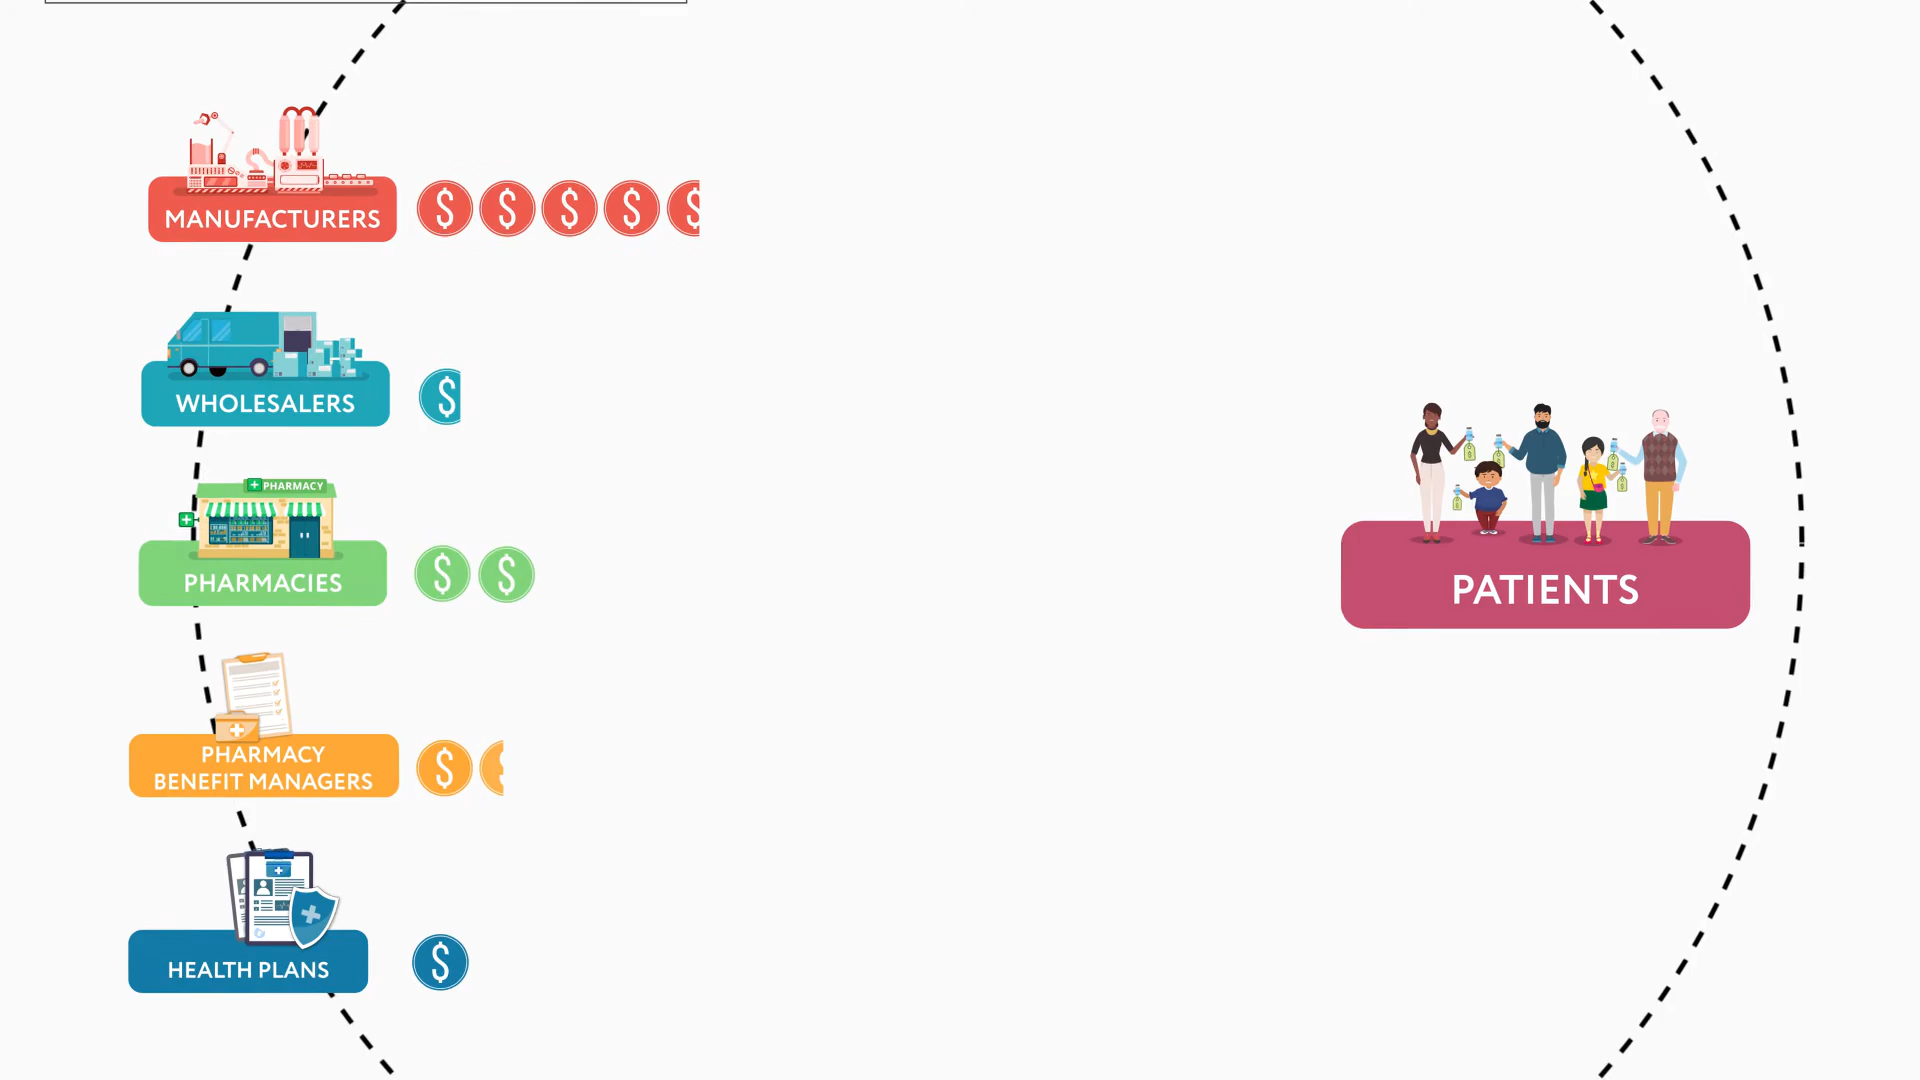 MANUFACTURERS
$ $ $ $ $
WHOLESALERS
$
PHARMACY
PHARMACIES
$ $
PHARMACY
BENEFIT MANAGERS
$ $
HEALTH PLANS
$
PATIENTS